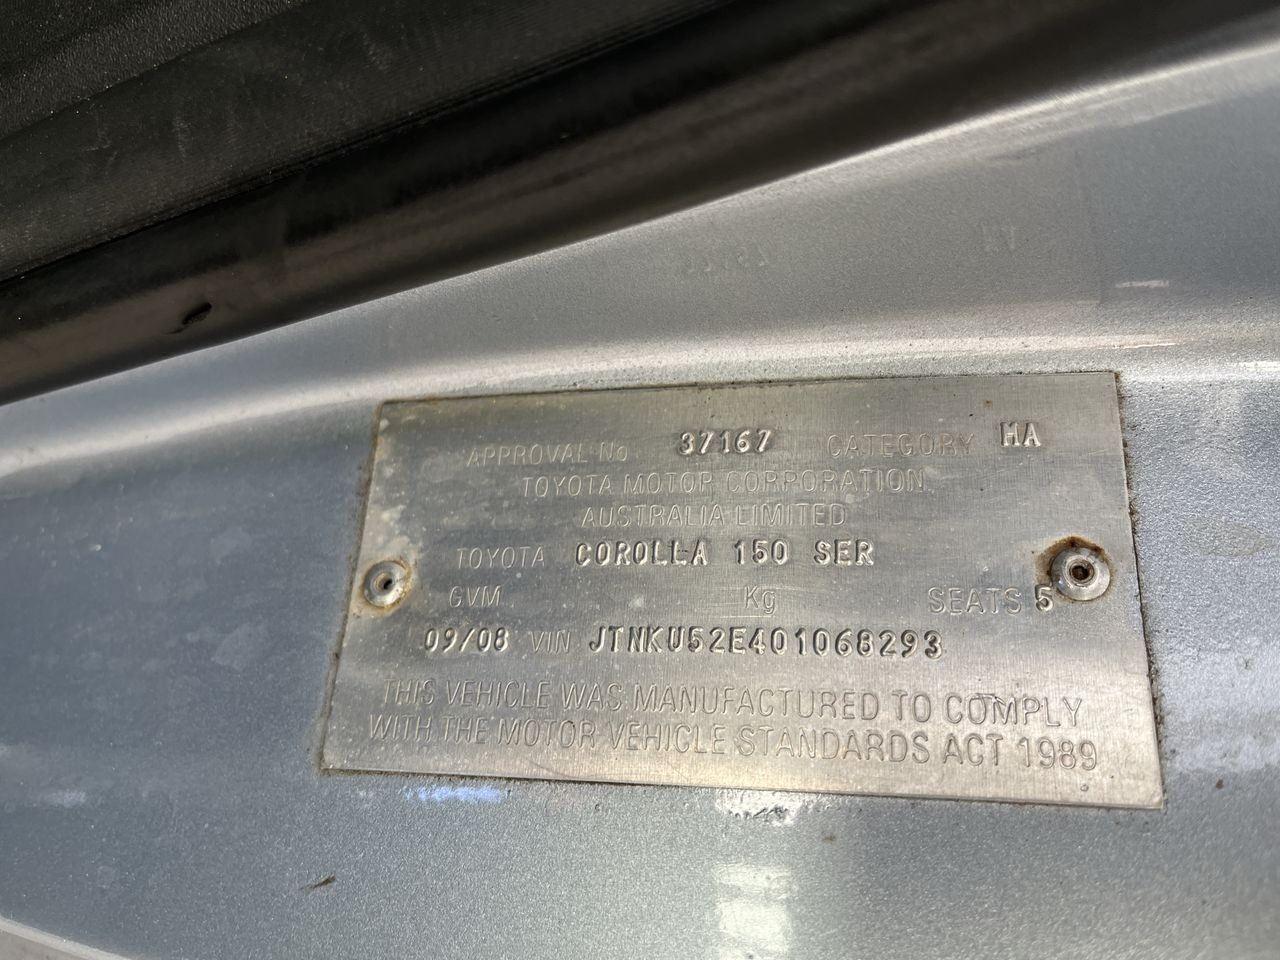 APPROVAL No 37167 CATEGORY MA
TOYOTA MOTOR CORPORATION
AUSTRALIA LIMITED
TOYOTA COROLLA 150 SER
GVM Kg SEATS 5
09/08 VIN JTNKU52E401068293
THIS VEHICLE WAS MANUFACTURED TO COMPLY
WITH THE MOTOR VEHICLE STANDARDS ACT 1989